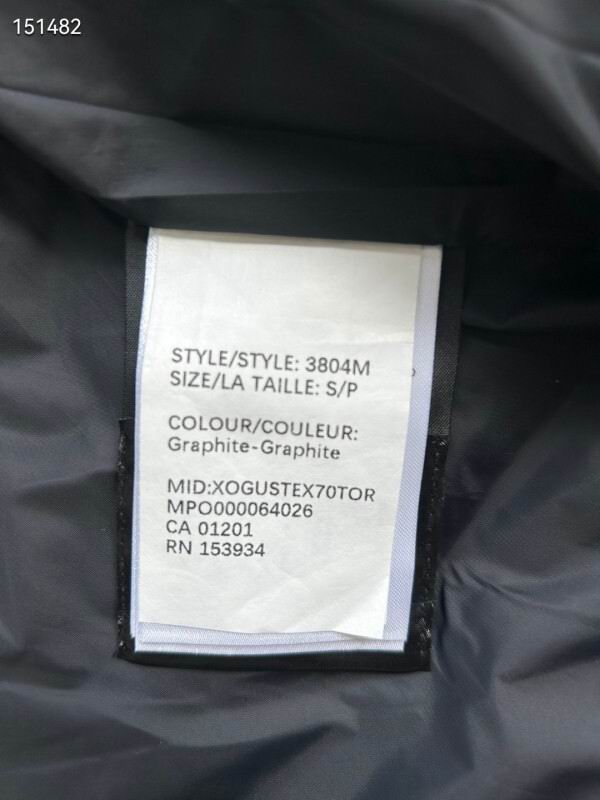 151482
STYLE/STYLE: 3804M
SIZE/LA TAILLE: S/P
COLOUR/COULEUR:
Graphite-Graphite
MID:XOGUSTEX70TOR
MPO000064026
CA 01201
RN 153934